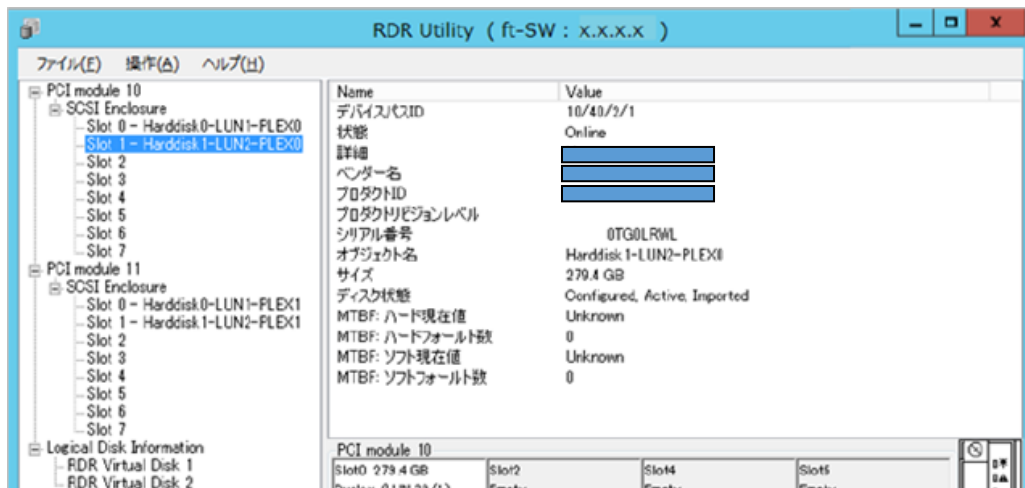 RDR Utility ( ft-SW : x.x.x.x )
ファイル(F) 操作(A) ヘルプ(H)
PCI module 10
SCSI Enclosure
Slot 0 - Harddisk0-LUN1-PLEX0
Slot 1 - Harddisk1-LUN2-PLEX0
Slot 2
Slot 3
Slot 4
Slot 5
Slot 6
Slot 7
PCI module 11
SCSI Enclosure
Slot 0 - Harddisk0-LUN1-PLEX1
Slot 1 - Harddisk1-LUN2-PLEX1
Slot 2
Slot 3
Slot 4
Slot 5
Slot 6
Slot 7
Logical Disk Information
RDR Virtual Disk 1
RDR Virtual Disk 2
Name Value
デバイスパスID 10/40/2/1
状態 Online
詳細
ベンダー名
プロダクトID
プロダクトリビジョンレベル
シリアル番号 0TG0LRWL
オブジェクト名 Harddisk1-LUN2-PLEX0
サイズ 279.4 GB
ディスク状態 Configured, Active, Imported
MTBF: ハード現在値 Unknown
MTBF: ハードフォールト数 0
MTBF: ソフト現在値 Unknown
MTBF: ソフトフォールト数 0
PCI module 10
Slot0 279.4 GB Slot2 Slot4 Slot6